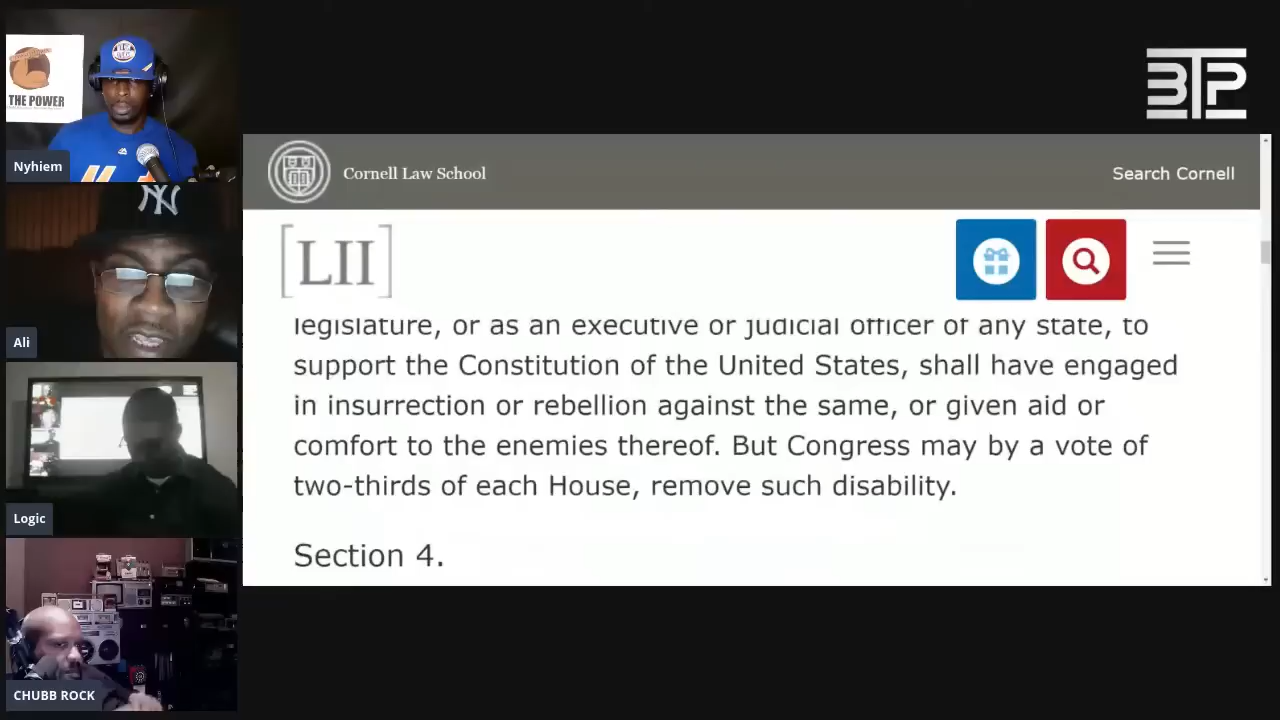 THE POWER
Nyhiem
NY
Ali
Logic
CHUBB ROCK
BTP
Cornell Law School
Search Cornell
[LII]
legislature, or as an executive or judicial officer of any state, to
support the Constitution of the United States, shall have engaged
in insurrection or rebellion against the same, or given aid or
comfort to the enemies thereof. But Congress may by a vote of
two-thirds of each House, remove such disability.
Section 4.